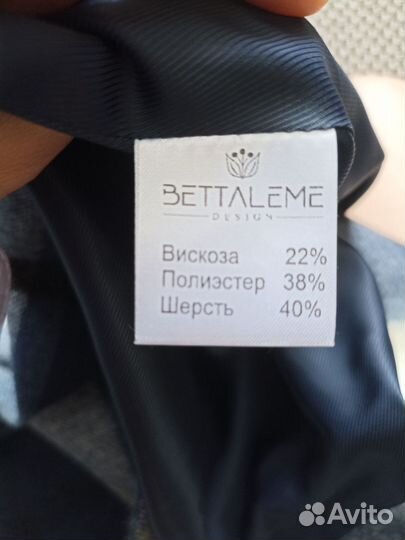 BETTALEME
DESIGN
Вискоза 22%
Полиэстер 38%
Шерсть 40%
Avito